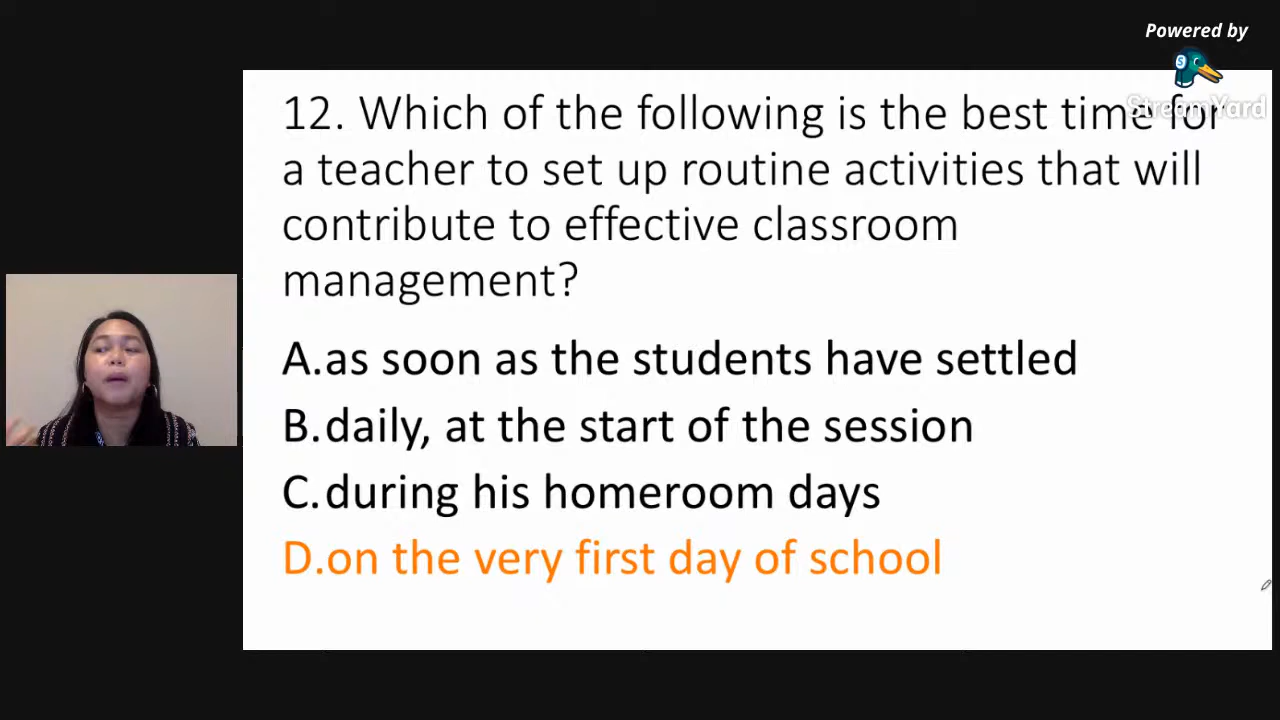 Powered by
StreamYard
12. Which of the following is the best time for
a teacher to set up routine activities that will
contribute to effective classroom
management?
A.as soon as the students have settled
B.daily, at the start of the session
C.during his homeroom days
D.on the very first day of school